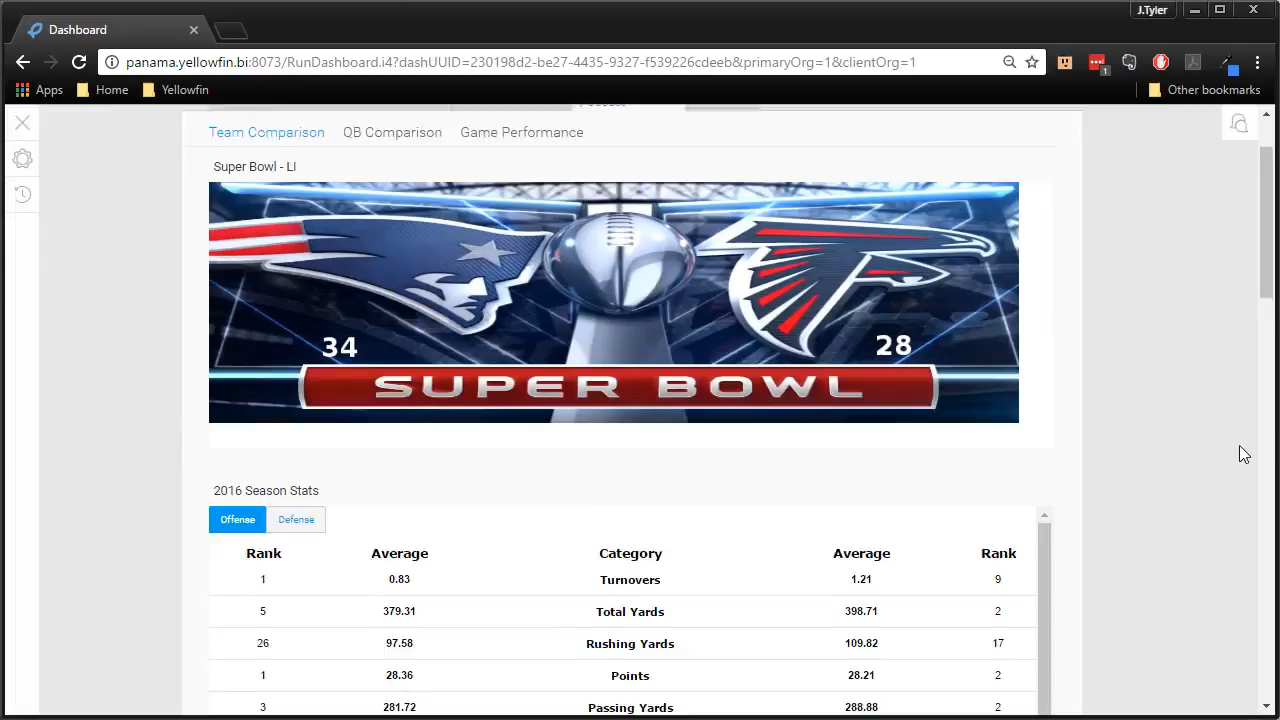 J.Tyler
Dashboard
panama.yellowfin.bi:8073/RunDashboard.i4?dashUUID=230198d2-be27-4435-9327-f539226cdeeb&primaryOrg=1&clientOrg=1
1
Apps Home Yellowfin Other bookmarks
Team Comparison QB Comparison Game Performance
Super Bowl - LI
34 28
SUPER BOWL
2016 Season Stats
Offense Defense
Rank Average Category Average Rank
1 0.83 Turnovers 1.21 9
5 379.31 Total Yards 398.71 2
26 97.58 Rushing Yards 109.82 17
1 28.36 Points 28.21 2
3 281.72 Passing Yards 288.88 2